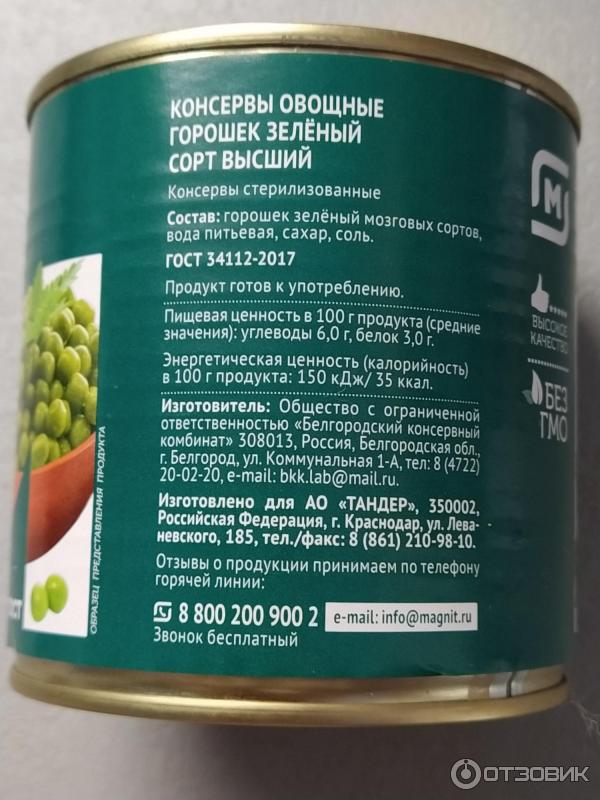 КОНСЕРВЫ ОВОЩНЫЕ
ГОРОШЕК ЗЕЛЁНЫЙ
СОРТ ВЫСШИЙ
Консервы стерилизованные
Состав: горошек зелёный мозговых сортов,
вода питьевая, сахар, соль.
ГОСТ 34112-2017
Продукт готов к употреблению.
Пищевая ценность в 100 г продукта (средние
значения): углеводы 6,0 г, белок 3,0 г.
Энергетическая ценность (калорийность)
в 100 г продукта: 150 кДж/ 35 ккал.
Изготовитель: Общество с ограниченной
ответственностью «Белгородский консервный
комбинат» 308013, Россия, Белгородская обл.,
г. Белгород, ул. Коммунальная 1-А, тел: 8 (4722)
20-02-20, e-mail: bkk.lab@mail.ru.
Изготовлено для АО “ТАНДЕР”, 350002,
Российская Федерация, г. Краснодар, ул. Лева-
невского, 185, тел./факс: 8 (861) 210-98-10.
Отзывы о продукции принимаем по телефону
горячей линии:
8 800 200 900 2
e-mail: info@magnit.ru
Звонок бесплатный
ОБРАЗЕЦ ПРЕДСТАВЛЕНИЯ ПРОДУКТА
М
ВЫСОКОЕ
КАЧЕСТВО
БЕЗ
ГМО
ОТЗОВИК